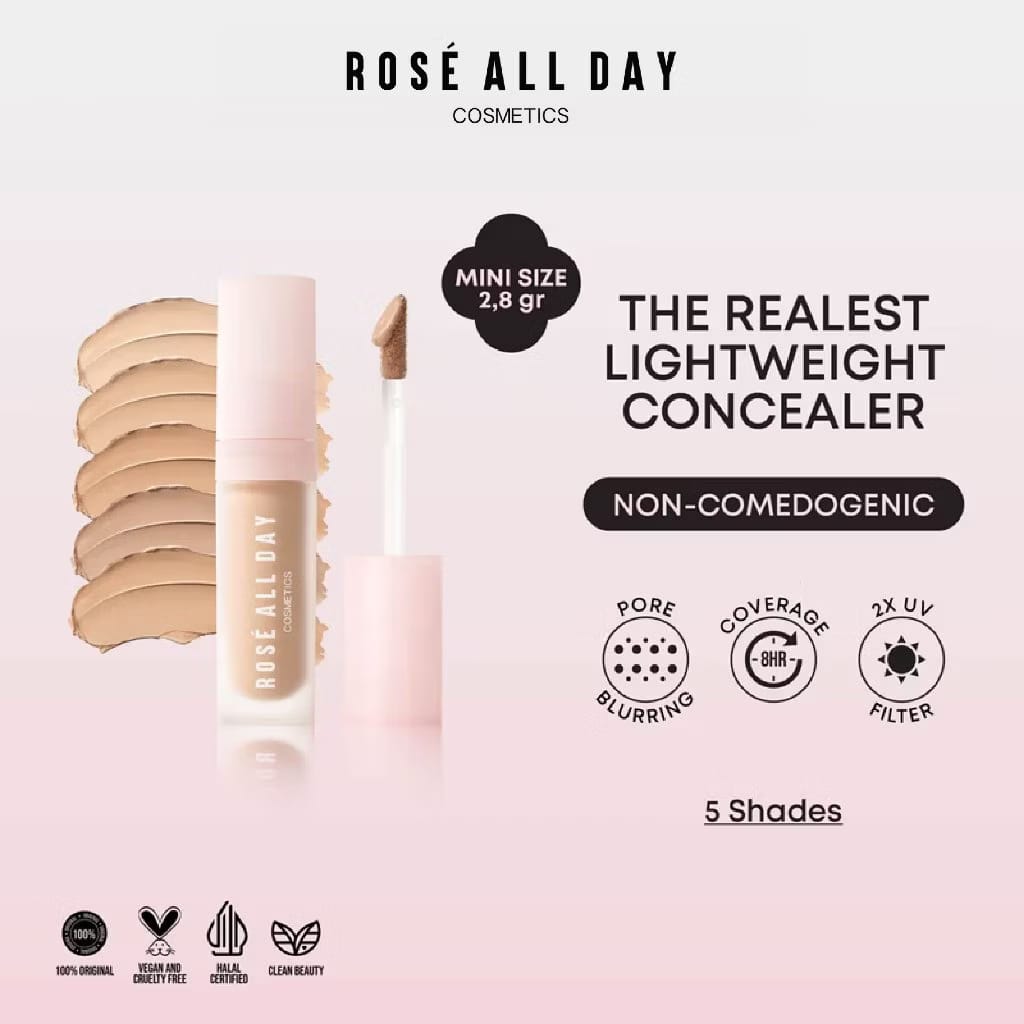 ROSÉ ALL DAY
COSMETICS
MINI SIZE
2,8 gr
THE REALEST
LIGHTWEIGHT
CONCEALER
NON-COMEDOGENIC
PORE
BLURRING
COVERAGE
8HR
2X UV
FILTER
5 Shades
ROSÉ ALL DAY
COSMETICS
100%
100% ORIGINAL
VEGAN AND
CRUELTY FREE
HALAL
CERTIFIED
CLEAN BEAUTY